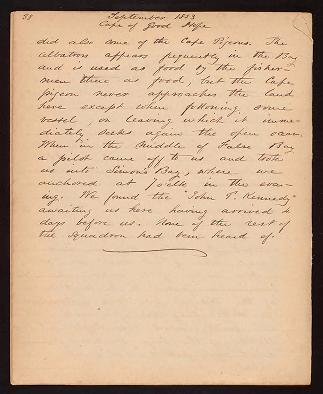 58
September 1853
Cape of Good Hope
did also some of the Cape Pigeons. The
albatross appears frequently in the Bay
and is used as food by the fisher-
men there as food, but the Cape
pigeon never approaches the land
here except when following some
vessel, on leaving which it imme-
diately seeks again the open ocean.
When in the middle of False Bay
a pilot came off to us and took
us into Simon's Bay, where we
anchored at o'clk in the even-
ing. We found the "John P. Kennedy"
awaiting us here having arrived
days before us. None of the rest of
the squadron had been heard of.